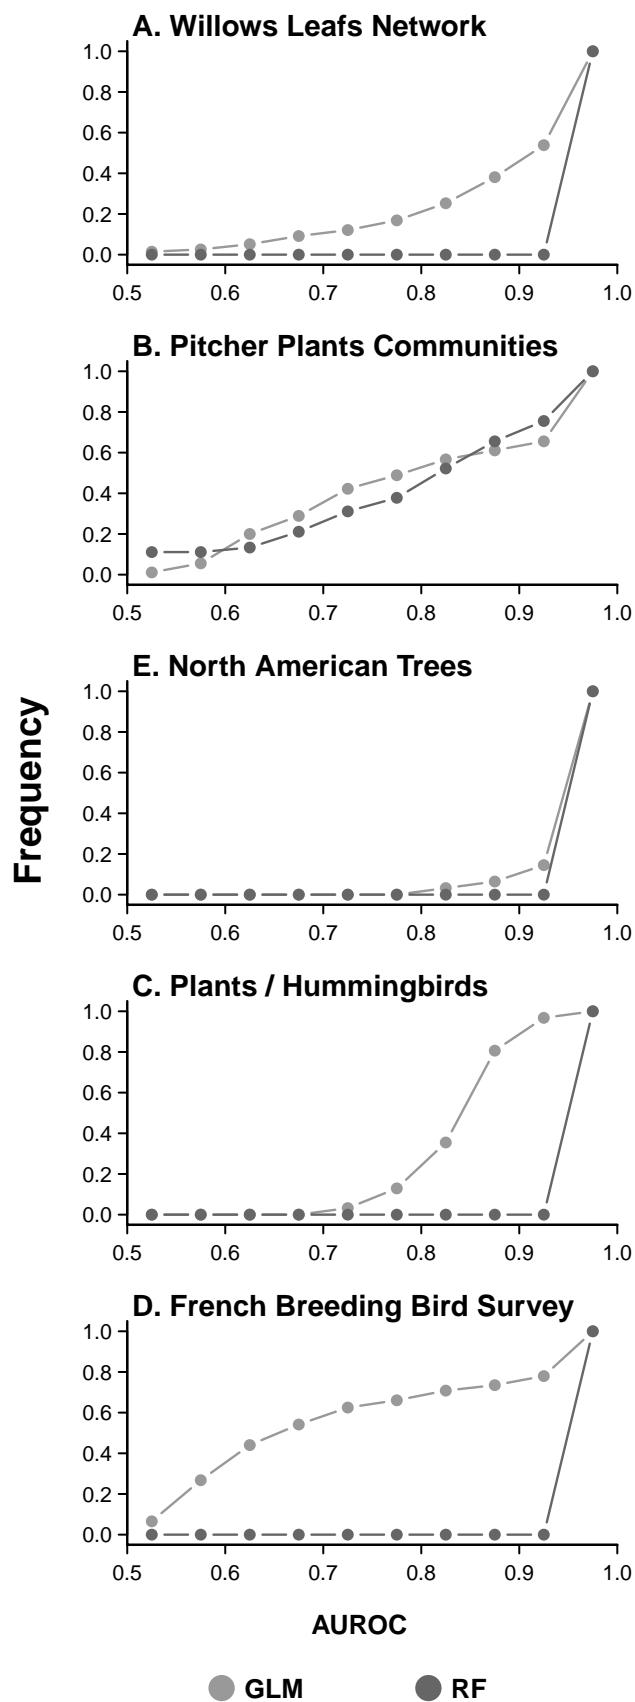 A. Willows Leafs Network
1.0
0.8
0.6
0.4
0.2
0.0
0.5 0.6 0.7 0.8 0.9 1.0
B. Pitcher Plants Communities
1.0
0.8
0.6
0.4
0.2
0.0
0.5 0.6 0.7 0.8 0.9 1.0
E. North American Trees
1.0
0.8
0.6
0.4
0.2
0.0
0.5 0.6 0.7 0.8 0.9 1.0
Frequency
C. Plants / Hummingbirds
1.0
0.8
0.6
0.4
0.2
0.0
0.5 0.6 0.7 0.8 0.9 1.0
D. French Breeding Bird Survey
1.0
0.8
0.6
0.4
0.2
0.0
0.5 0.6 0.7 0.8 0.9 1.0
AUROC
GLM RF